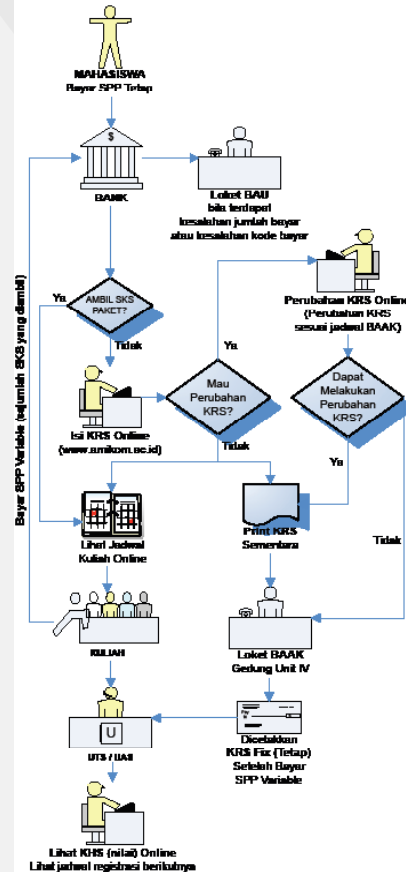 MAHASISWA
Bayar SPP Tetap
$
BANK
Loket BAU
bila terdapat
kesalahan jumlah bayar
atau kesalahan kode bayar
Ya
AMBIL SKS
PAKET?
Tidak
Ya
Perubahan KRS Online
(Perubahan KRS
sesuai jadwal BAAK)
Isi KRS Online
(www.amikom.ac.id)
Mau
Perubahan
KRS?
Tidak
Dapat
Melakukan
Perubahan
KRS?
Ya
Tidak
Bayar SPP Variable (sejumlah SKS yang diambil)
Lihat Jadwal
Kuliah Online
Print KRS
Sementara
KULIAH
Loket BAAK
Gedung Unit IV
U
UTS / UAS
Pay
Dicetakkan
KRS Fix (Tetap)
Setelah Bayar
SPP Variable
Lihat KHS (nilai) Online
Lihat jadwal registrasi berikutnya